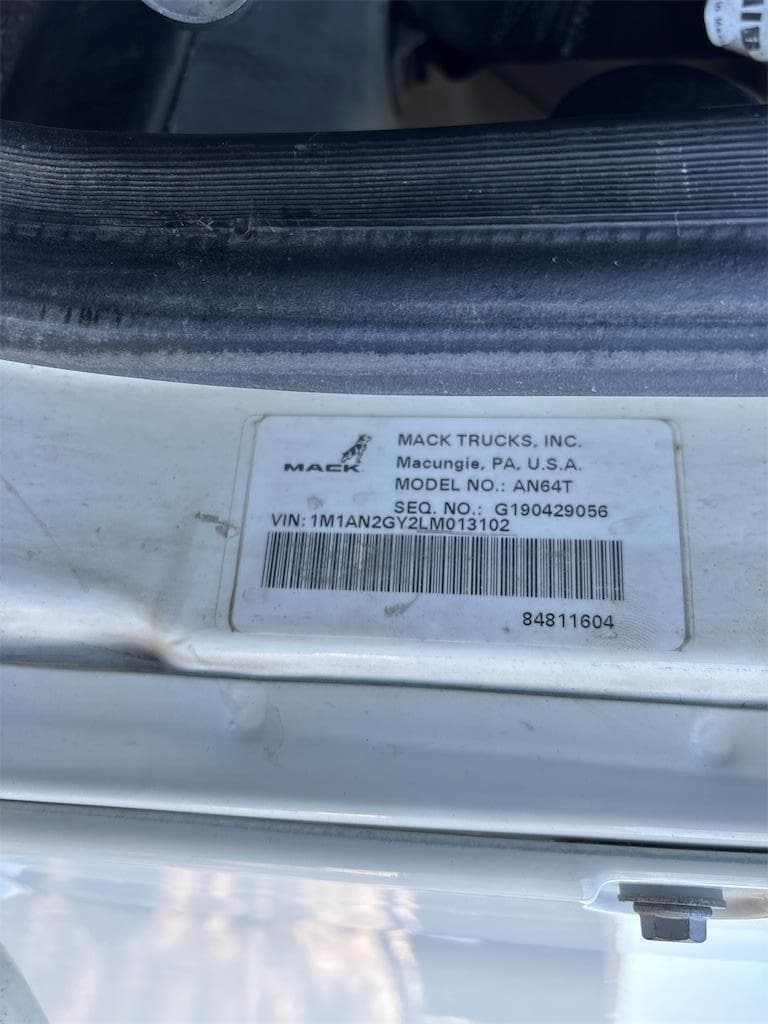 MACK
MACK TRUCKS, INC.
Macungie, PA, U.S.A.
MODEL NO.: AN64T
SEQ. NO.: G190429056
VIN: 1M1AN2GY2LM013102
84811604